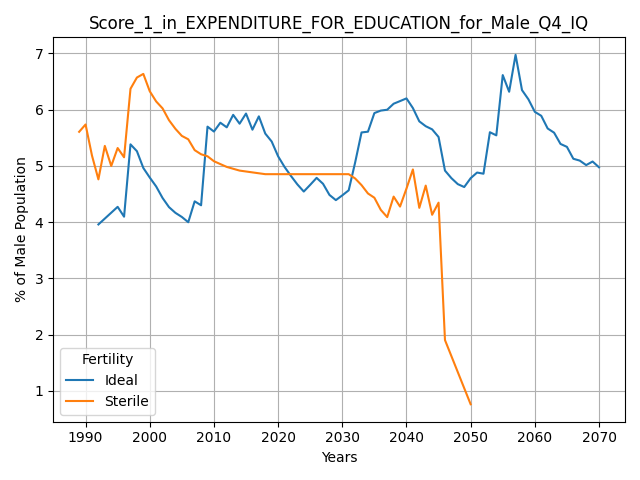 Score_1_in_EXPENDITURE_FOR_EDUCATION_for_Male_Q4_IQ
% of Male Population
7
6
5
4
3
2
1
Fertility
Ideal
Sterile
1990 2000 2010 2020 2030 2040 2050 2060 2070
Years